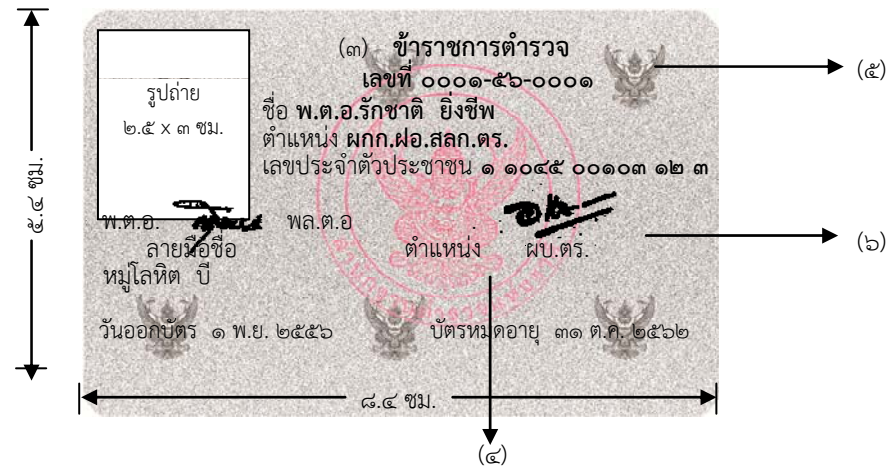 (๓) ข้าราชการตำรวจ
เลขที่ ๐๐๐๑-๕๖-๐๐๐๑
(๕)
รูปถ่าย
๒.๕ x ๓ ซม.
ชื่อ พ.ต.อ.รักชาติ ยิ่งชีพ
ตำแหน่ง ผกก.ฝอ.สลก.ตร.
เลขประจำตัวประชาชน ๑ ๑๐๔๕ ๐๐๑๐๓ ๑๒ ๓
๕.๔ ซม.
พ.ต.อ. พล.ต.อ
ลายมือชื่อ ตำแหน่ง ผบ.ตร.
(๖)
หมู่โลหิต บี
วันออกบัตร ๑ พ.ย. ๒๕๕๖ บัตรหมดอายุ ๓๑ ต.ค. ๒๕๖๒
๘.๔ ซม.
(๔)